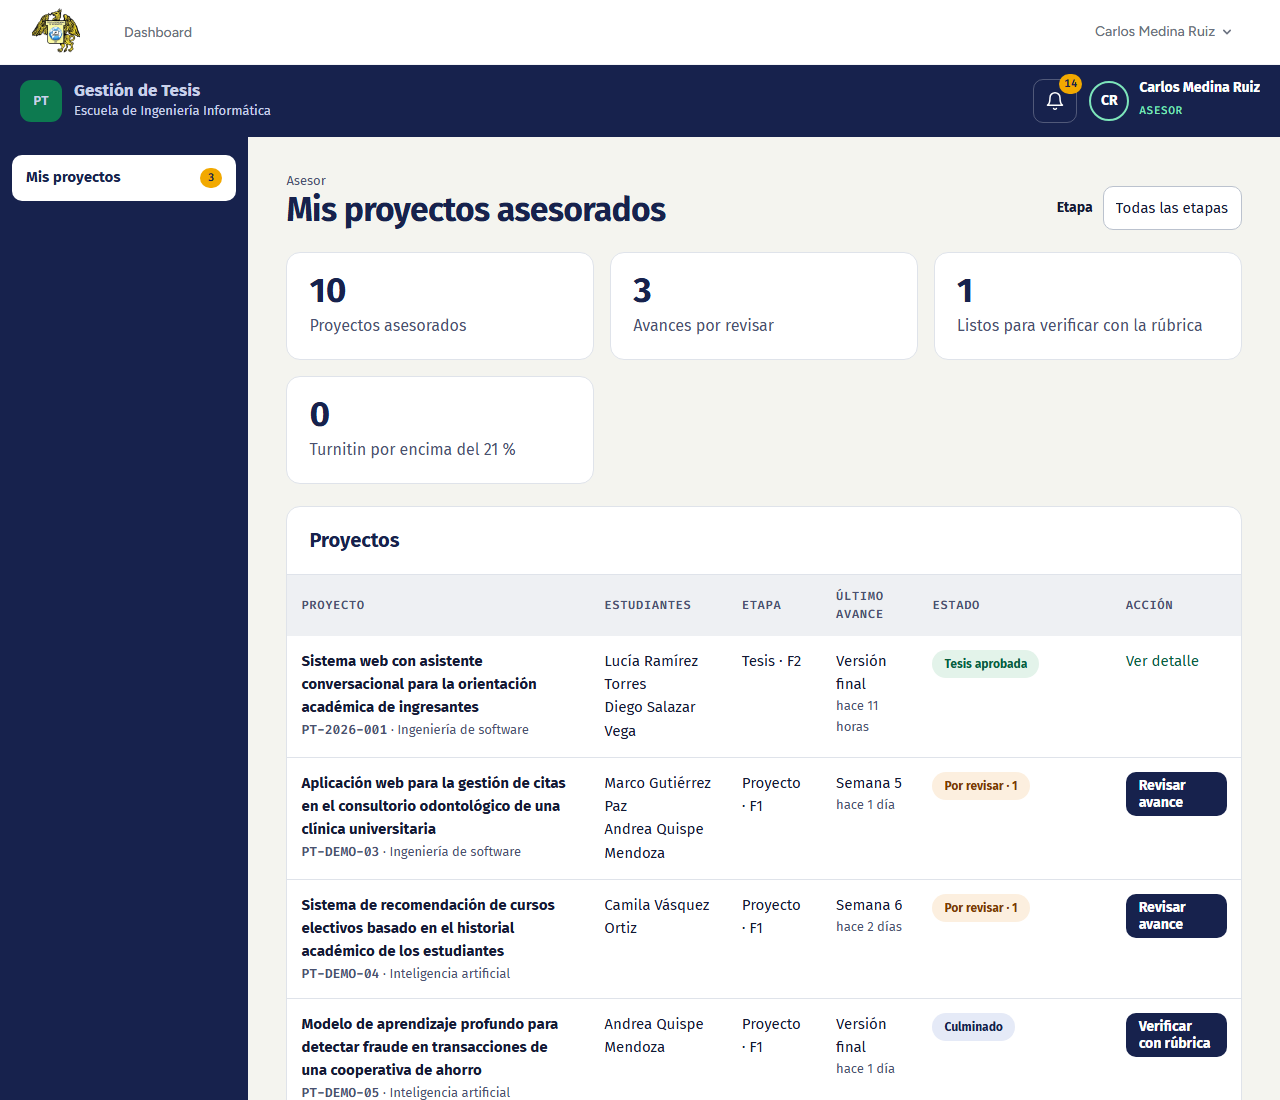 Dashboard
Carlos Medina Ruiz
PT
Gestión de Tesis
Escuela de Ingeniería Informática
14
CR
Carlos Medina Ruiz
ASESOR
Mis proyectos
3
Asesor
Mis proyectos asesorados
Etapa
Todas las etapas
10
Proyectos asesorados
3
Avances por revisar
1
Listos para verificar con la rúbrica
0
Turnitin por encima del 21 %
Proyectos
PROYECTO
ESTUDIANTES
ETAPA
ÚLTIMO
AVANCE
ESTADO
ACCIÓN
Sistema web con asistente
conversacional para la orientación
académica de ingresantes
PT-2026-001 · Ingeniería de software
Lucía Ramírez
Torres
Diego Salazar
Vega
Tesis · F2
Versión
final
hace 11
horas
Tesis aprobada
Ver detalle
Aplicación web para la gestión de citas
en el consultorio odontológico de una
clínica universitaria
PT-DEMO-03 · Ingeniería de software
Marco Gutiérrez
Paz
Andrea Quispe
Mendoza
Proyecto
· F1
Semana 5
hace 1 día
Por revisar · 1
Revisar
avance
Sistema de recomendación de cursos
electivos basado en el historial
académico de los estudiantes
PT-DEMO-04 · Inteligencia artificial
Camila Vásquez
Ortiz
Proyecto
· F1
Semana 6
hace 2 días
Por revisar · 1
Revisar
avance
Modelo de aprendizaje profundo para
detectar fraude en transacciones de
una cooperativa de ahorro
PT-DEMO-05 · Inteligencia artificial
Andrea Quispe
Mendoza
Proyecto
· F1
Versión
final
hace 1 día
Culminado
Verificar
con rúbrica